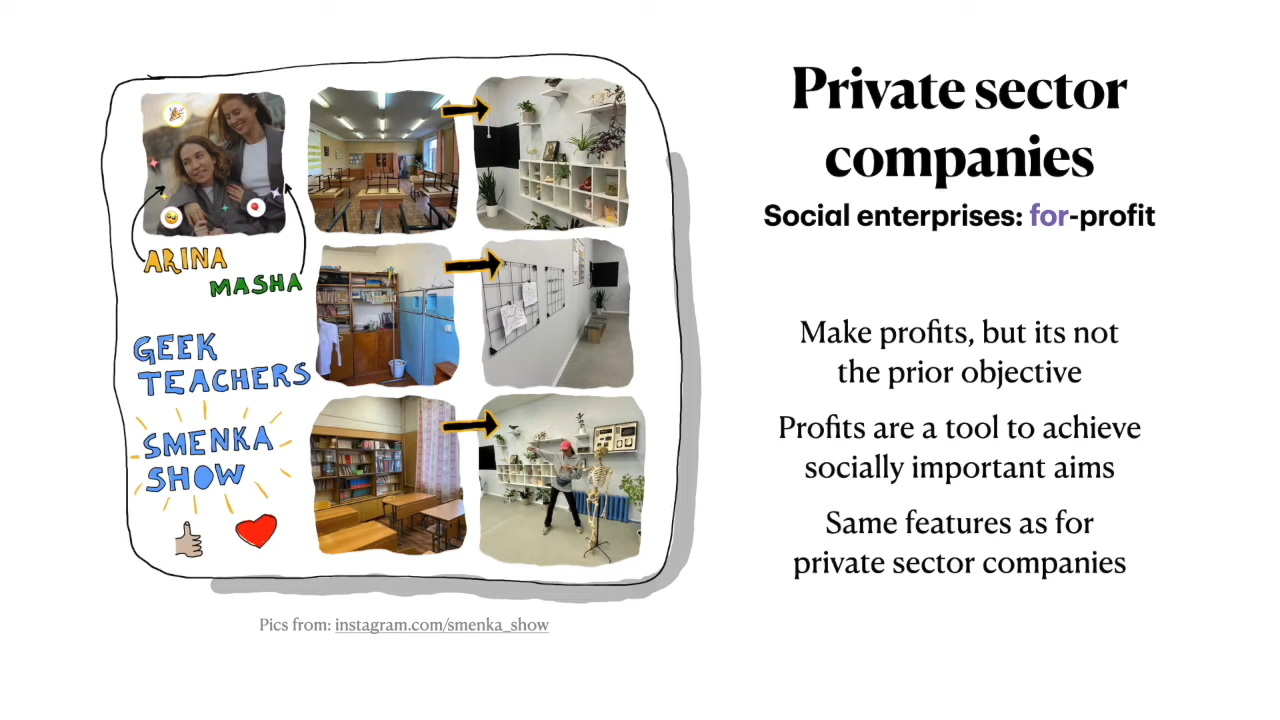 Private sector
companies
Social enterprises: for-profit
Make profits, but its not
the prior objective
Profits are a tool to achieve
socially important aims
Same features as for
private sector companies
ARINA
MASHA
GEEK
TEACHERS
SMENKA
SHOW
Pics from: instagram.com/smenka_show